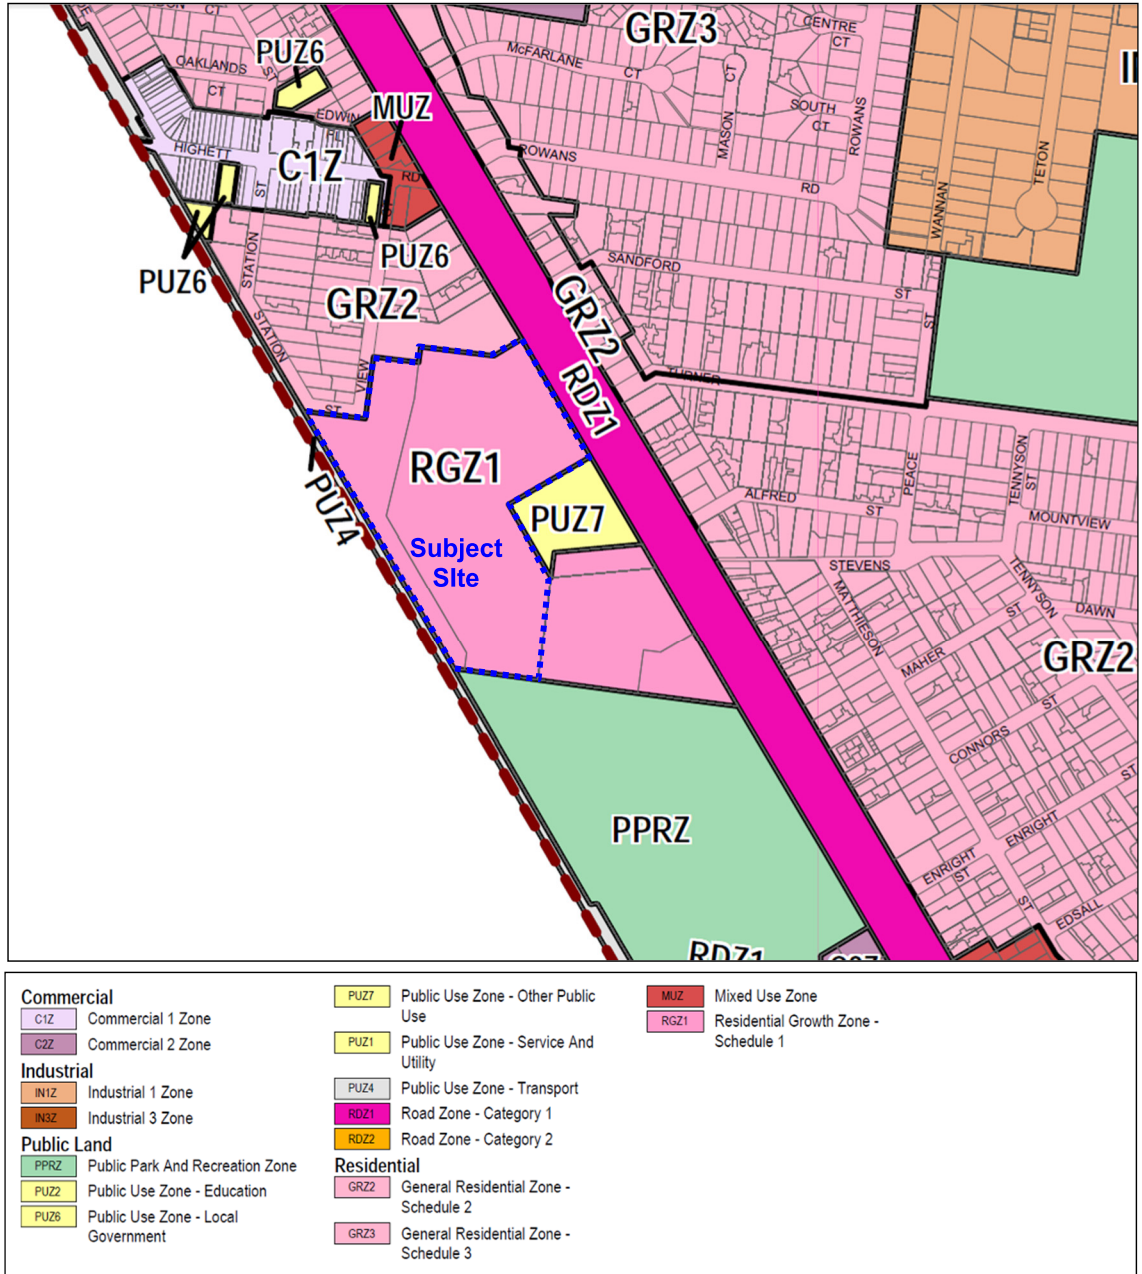 CT
GRZ3
CENTRE
CT
PUZ6
McFARLANE
CT
OAKLANDS
ST
CT
CT
MASON
SOUTH
CT
ROWANS
MUZ
EDWIN
PL
HIGHETT
C1Z
ST
RD
ROWANS
RD
WANNAN
TETON
PUZ6
PUZ6
STATION
SANDFORD
ST
ST
GRZ2
GRZ2
STATION
VIEW
ST
RDZ1
TURNER
RGZ1
PUZ4
PUZ7
Subject
SIte
PEACE
TENNYSON
ST
ALFRED
ST
MOUNTVIEW
STEVENS
MATTHIESON
TENNYSON
ST
DAWN
MAHER
GRZ2
ST
CONNORS
ST
PPRZ
ENRIGHT
ENRIGHT
ST
ST
EDSALL
RDZ1
Commercial
C1Z Commercial 1 Zone
C2Z Commercial 2 Zone
Industrial
IN1Z Industrial 1 Zone
IN3Z Industrial 3 Zone
Public Land
PPRZ Public Park And Recreation Zone
PUZ2 Public Use Zone - Education
PUZ6 Public Use Zone - Local
Government
PUZ7 Public Use Zone - Other Public
Use
PUZ1 Public Use Zone - Service And
Utility
PUZ4 Public Use Zone - Transport
RDZ1 Road Zone - Category 1
RDZ2 Road Zone - Category 2
Residential
GRZ2 General Residential Zone -
Schedule 2
GRZ3 General Residential Zone -
Schedule 3
MUZ Mixed Use Zone
RGZ1 Residential Growth Zone -
Schedule 1